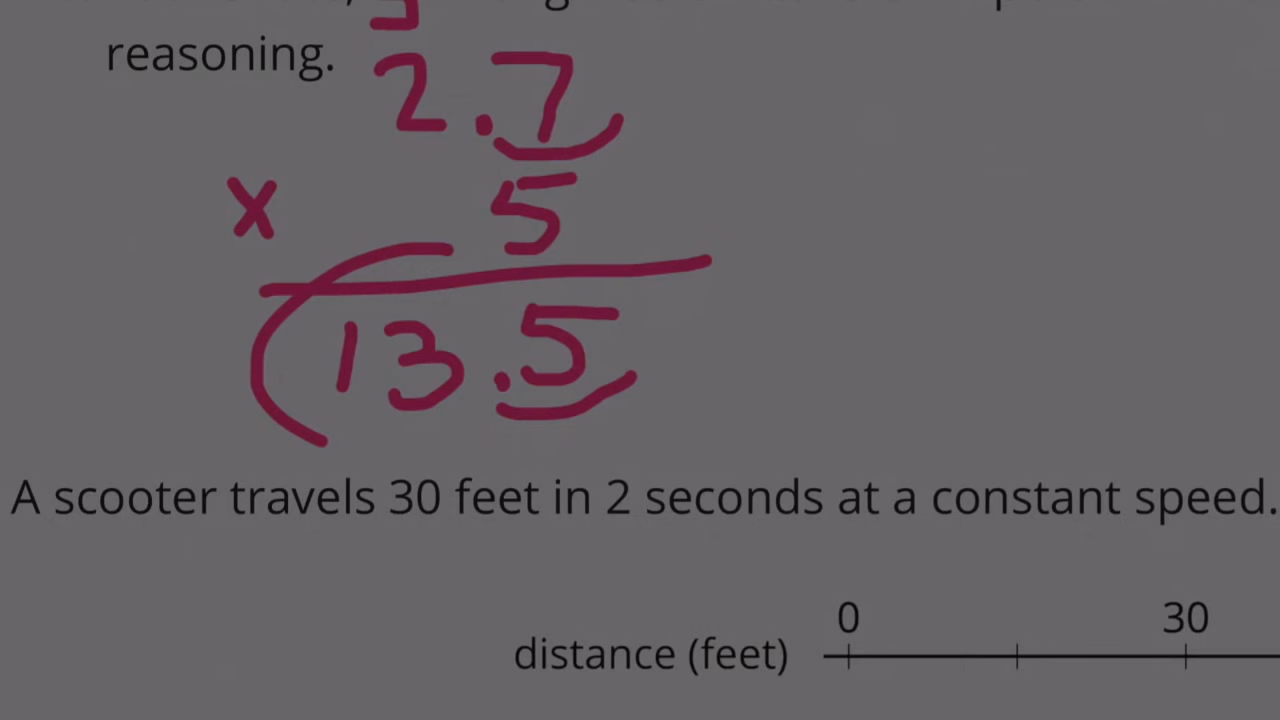 reasoning.
2.7
x 5
13.5
A scooter travels 30 feet in 2 seconds at a constant speed.
0 30
distance (feet)